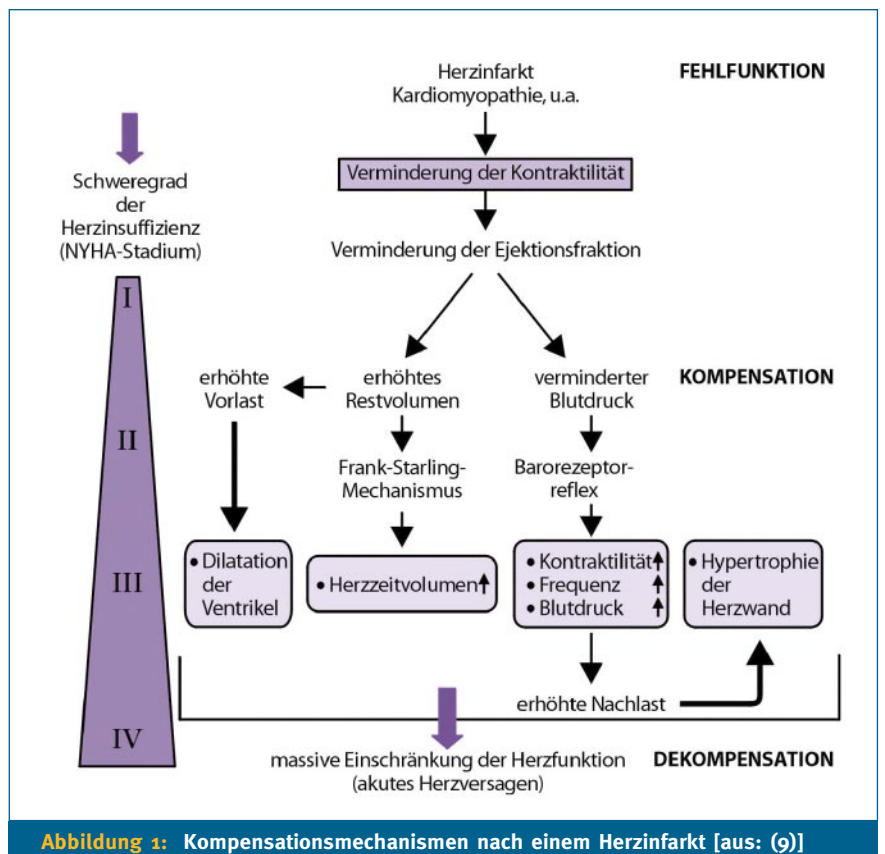 Herzinfarkt
Kardiomyopathie, u.a.
FEHLFUNKTION
Verminderung der Kontraktilität
Schweregrad
der
Herzinsuffizienz
(NYHA-Stadium)
Verminderung der Ejektionsfraktion
I
II
III
IV
erhöhte
Vorlast
erhöhtes
Restvolumen
verminderter
Blutdruck
KOMPENSATION
Frank-Starling-
Mechanismus
Barorezeptor-
reflex
• Dilatation
der
Ventrikel
• Herzzeitvolumen↑
• Kontraktilität↑
• Frequenz ↑
• Blutdruck ↑
• Hypertrophie
der
Herzwand
erhöhte Nachlast
massive Einschränkung der Herzfunktion
(akutes Herzversagen)
DEKOMPENSATION
Abbildung 1: Kompensationsmechanismen nach einem Herzinfarkt [aus: (9)]